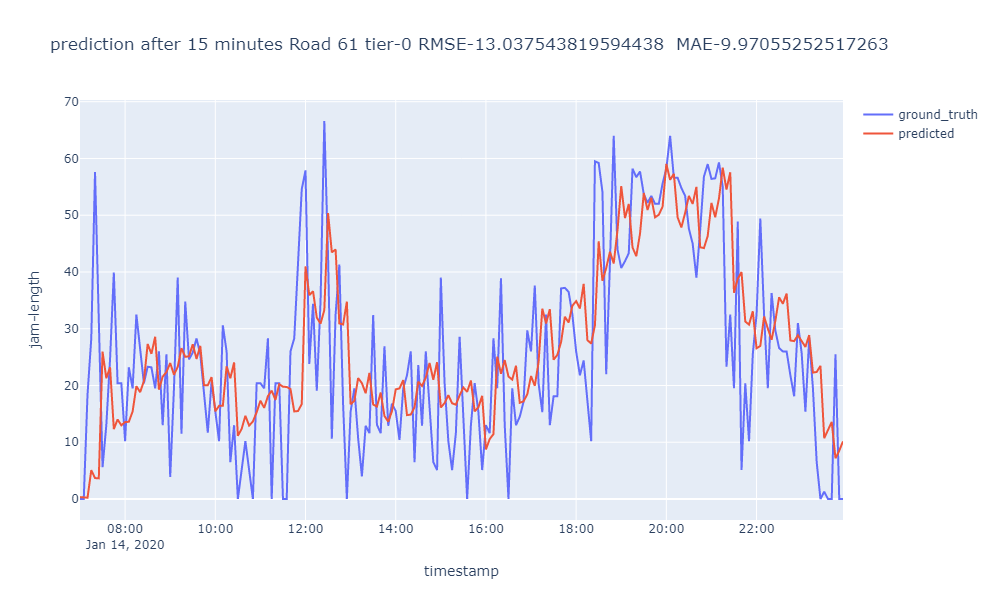 prediction after 15 minutes Road 61 tier-0 RMSE-13.037543819594438  MAE-9.97055252517263
ground_truth
predicted
jam-length
70
60
50
40
30
20
10
0
08:00 10:00 12:00 14:00 16:00 18:00 20:00 22:00
Jan 14, 2020
timestamp